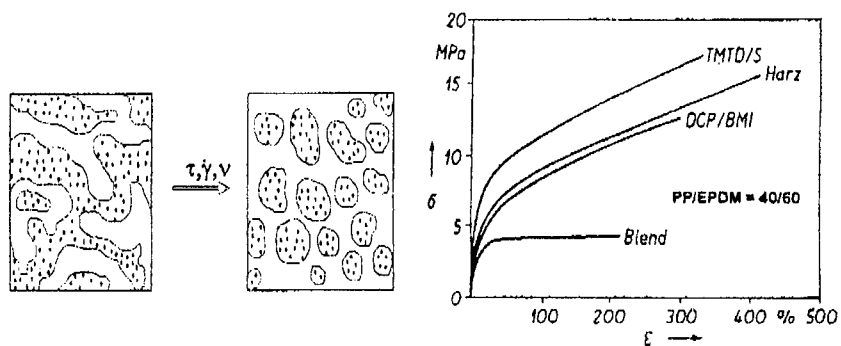 τ, γ̇, ν
20
MPa
15
10
σ
5
0
TMTD/S
Harz
DCP/BMI
PP/EPDM = 40/60
Blend
100 200 300 400 % 500
ε